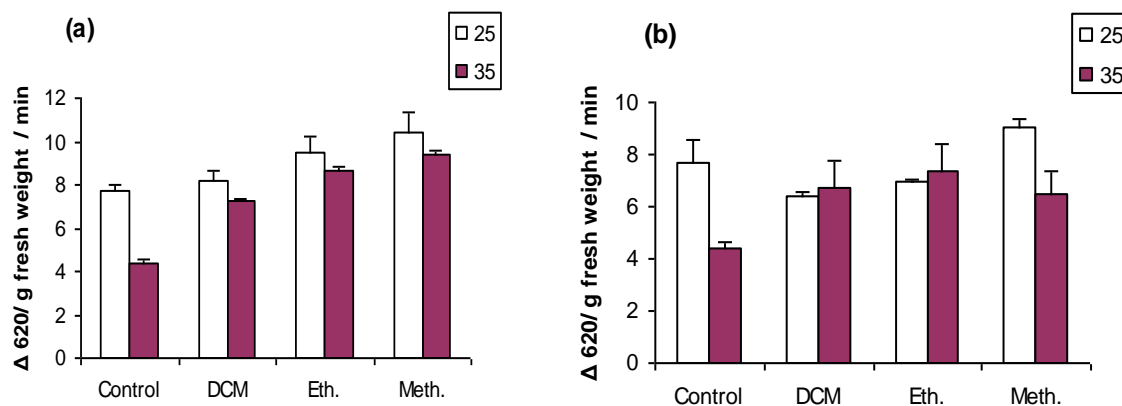 (a)
25
35
Δ 620/ g fresh weight / min
12
10
8
6
4
2
0
Control DCM Eth. Meth.
(b)
25
35
Δ 620/ g fresh weight / min
10
8
6
4
2
0
Control DCM Eth. Meth.